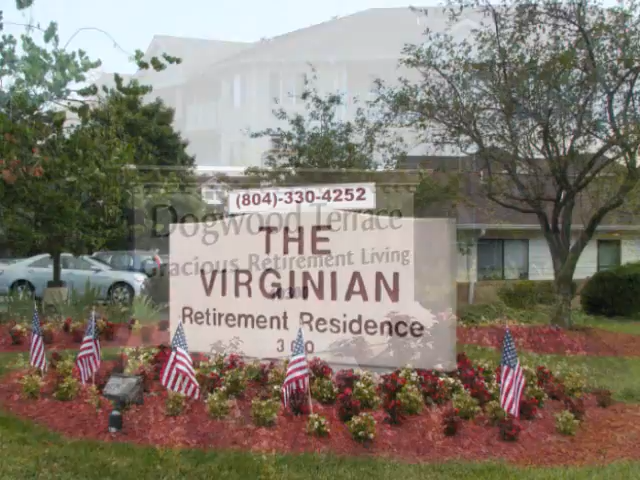 (804)-330-4252
Dogwood Terrace
THE
Gracious Retirement Living
VIRGINIAN
Retirement Residence